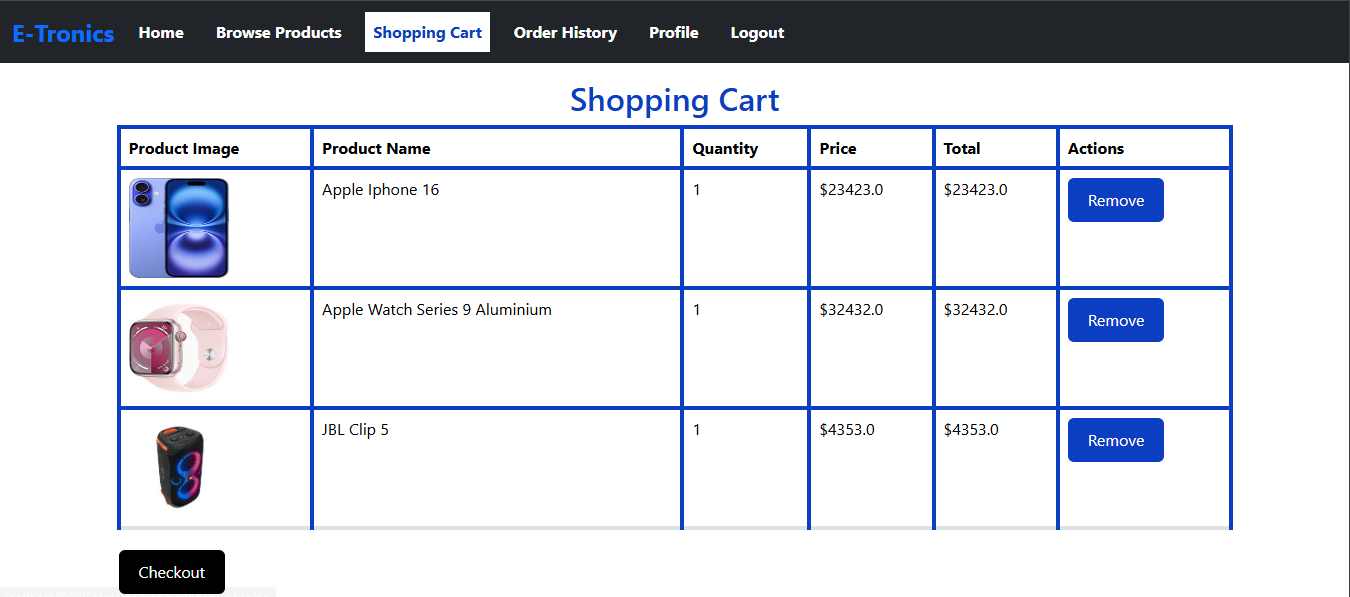 E-Tronics Home Browse Products Shopping Cart Order History Profile Logout
Shopping Cart
Product Image Product Name Quantity Price Total Actions
Apple Iphone 16 1 $23423.0 $23423.0 Remove
Apple Watch Series 9 Aluminium 1 $32432.0 $32432.0 Remove
JBL Clip 5 1 $4353.0 $4353.0 Remove
Checkout